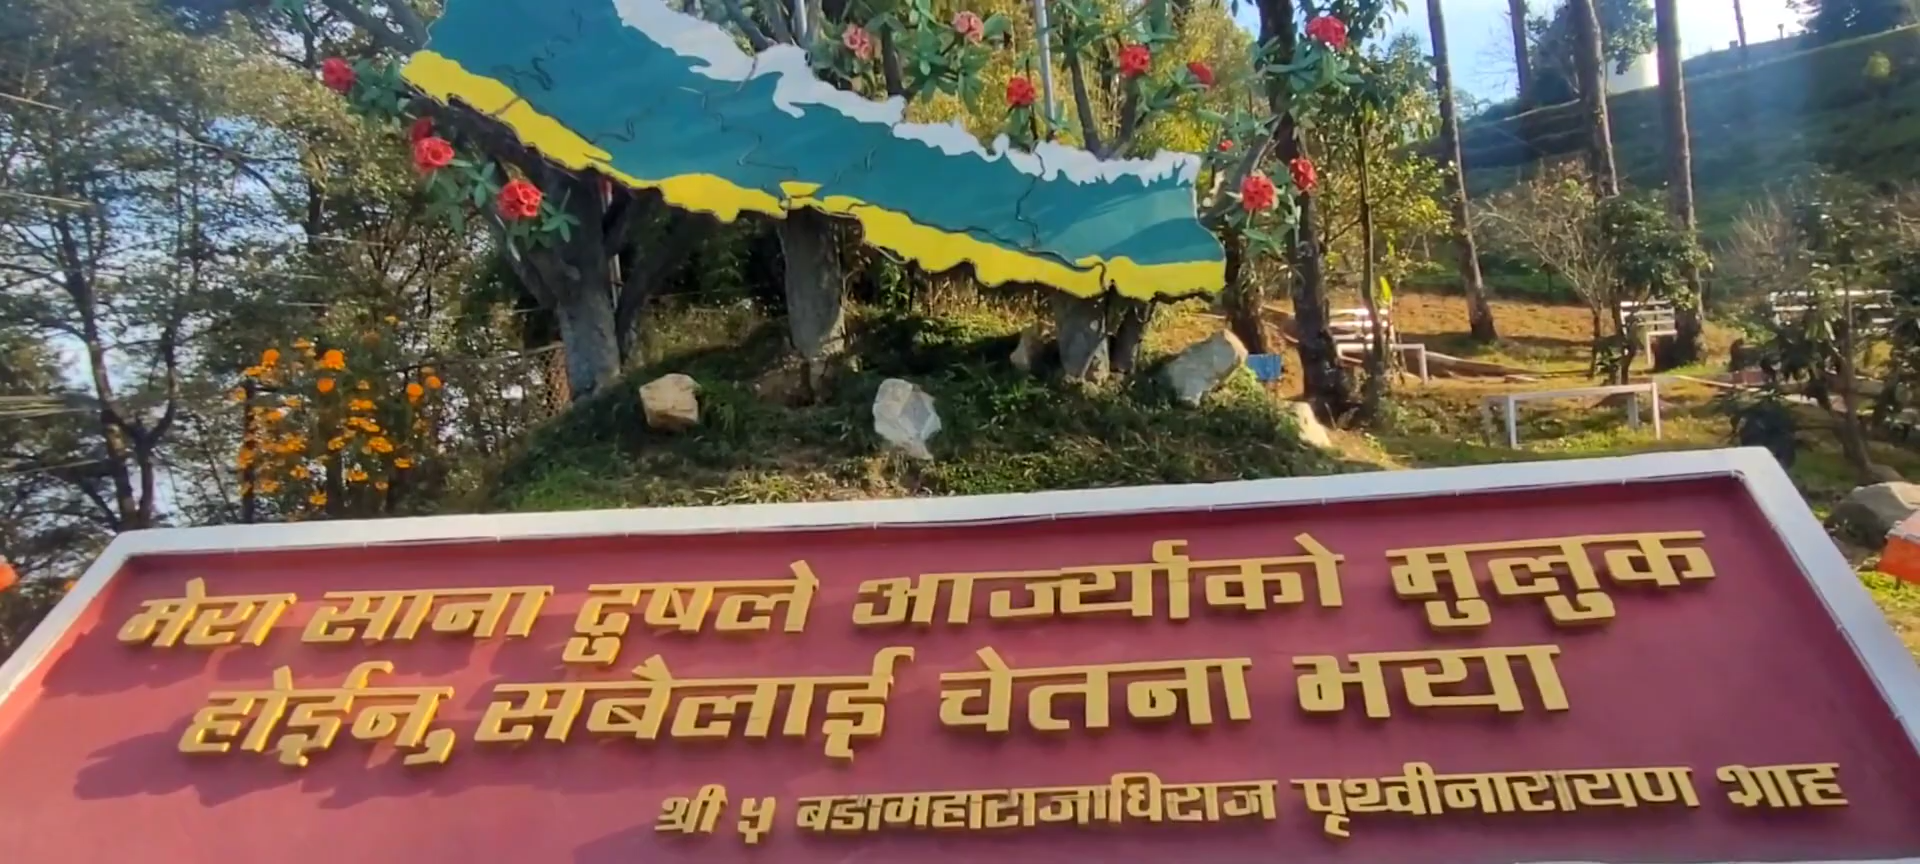 मेरा साना दुषले आर्ज्याको मुलुक
होर्ईन, सबैलाई चेतना भया
श्री ५ बडामहाराजाधिराज पृथ्वीनारायण शाह